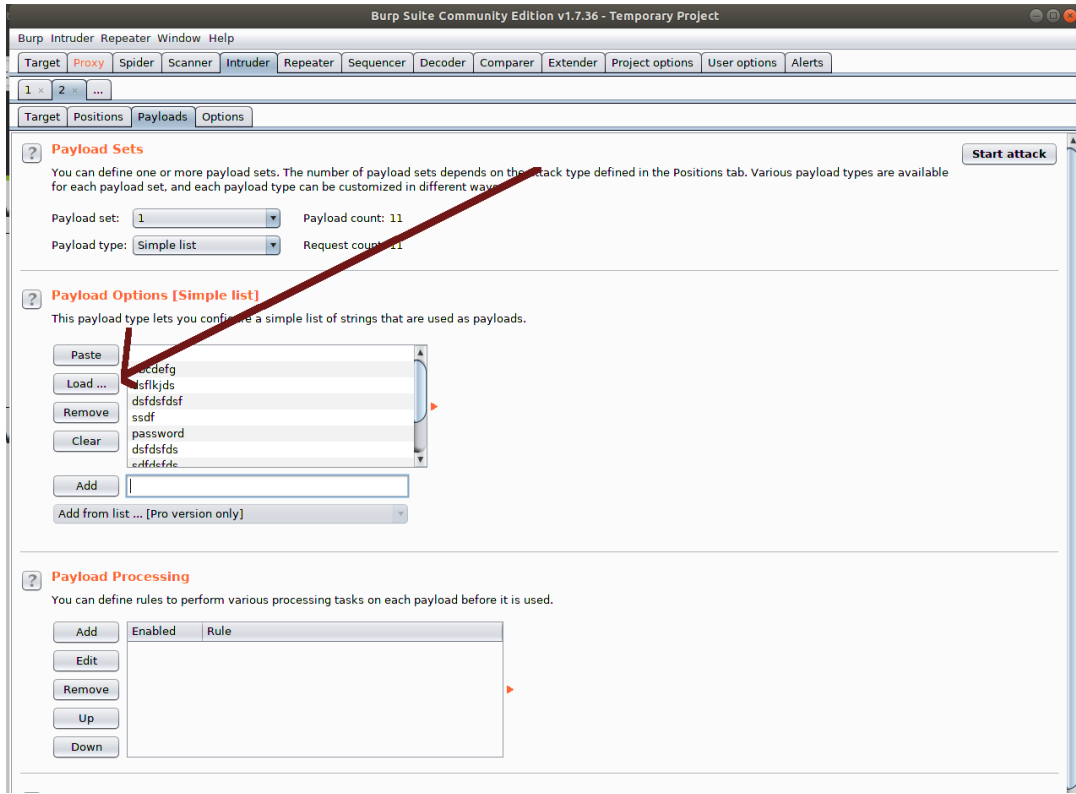 Burp Suite Community Edition v1.7.36 - Temporary Project
Burp Intruder Repeater Window Help
Target Proxy Spider Scanner Intruder Repeater Sequencer Decoder Comparer Extender Project options User options Alerts
1 × 2 × ...
Target Positions Payloads Options
? Payload Sets
Start attack
You can define one or more payload sets. The number of payload sets depends on the attack type defined in the Positions tab. Various payload types are available
for each payload set, and each payload type can be customized in different ways.
Payload set: 1 Payload count: 11
Payload type: Simple list Request count: 11
? Payload Options [Simple list]
This payload type lets you configure a simple list of strings that are used as payloads.
Paste
Load ...
Remove
Clear
dsflkjds
dsfdsfdsf
ssdf
password
dsfdsfds
sdfdsfds
Add
Add from list ... [Pro version only]
? Payload Processing
You can define rules to perform various processing tasks on each payload before it is used.
Add Enabled Rule
Edit
Remove
Up
Down